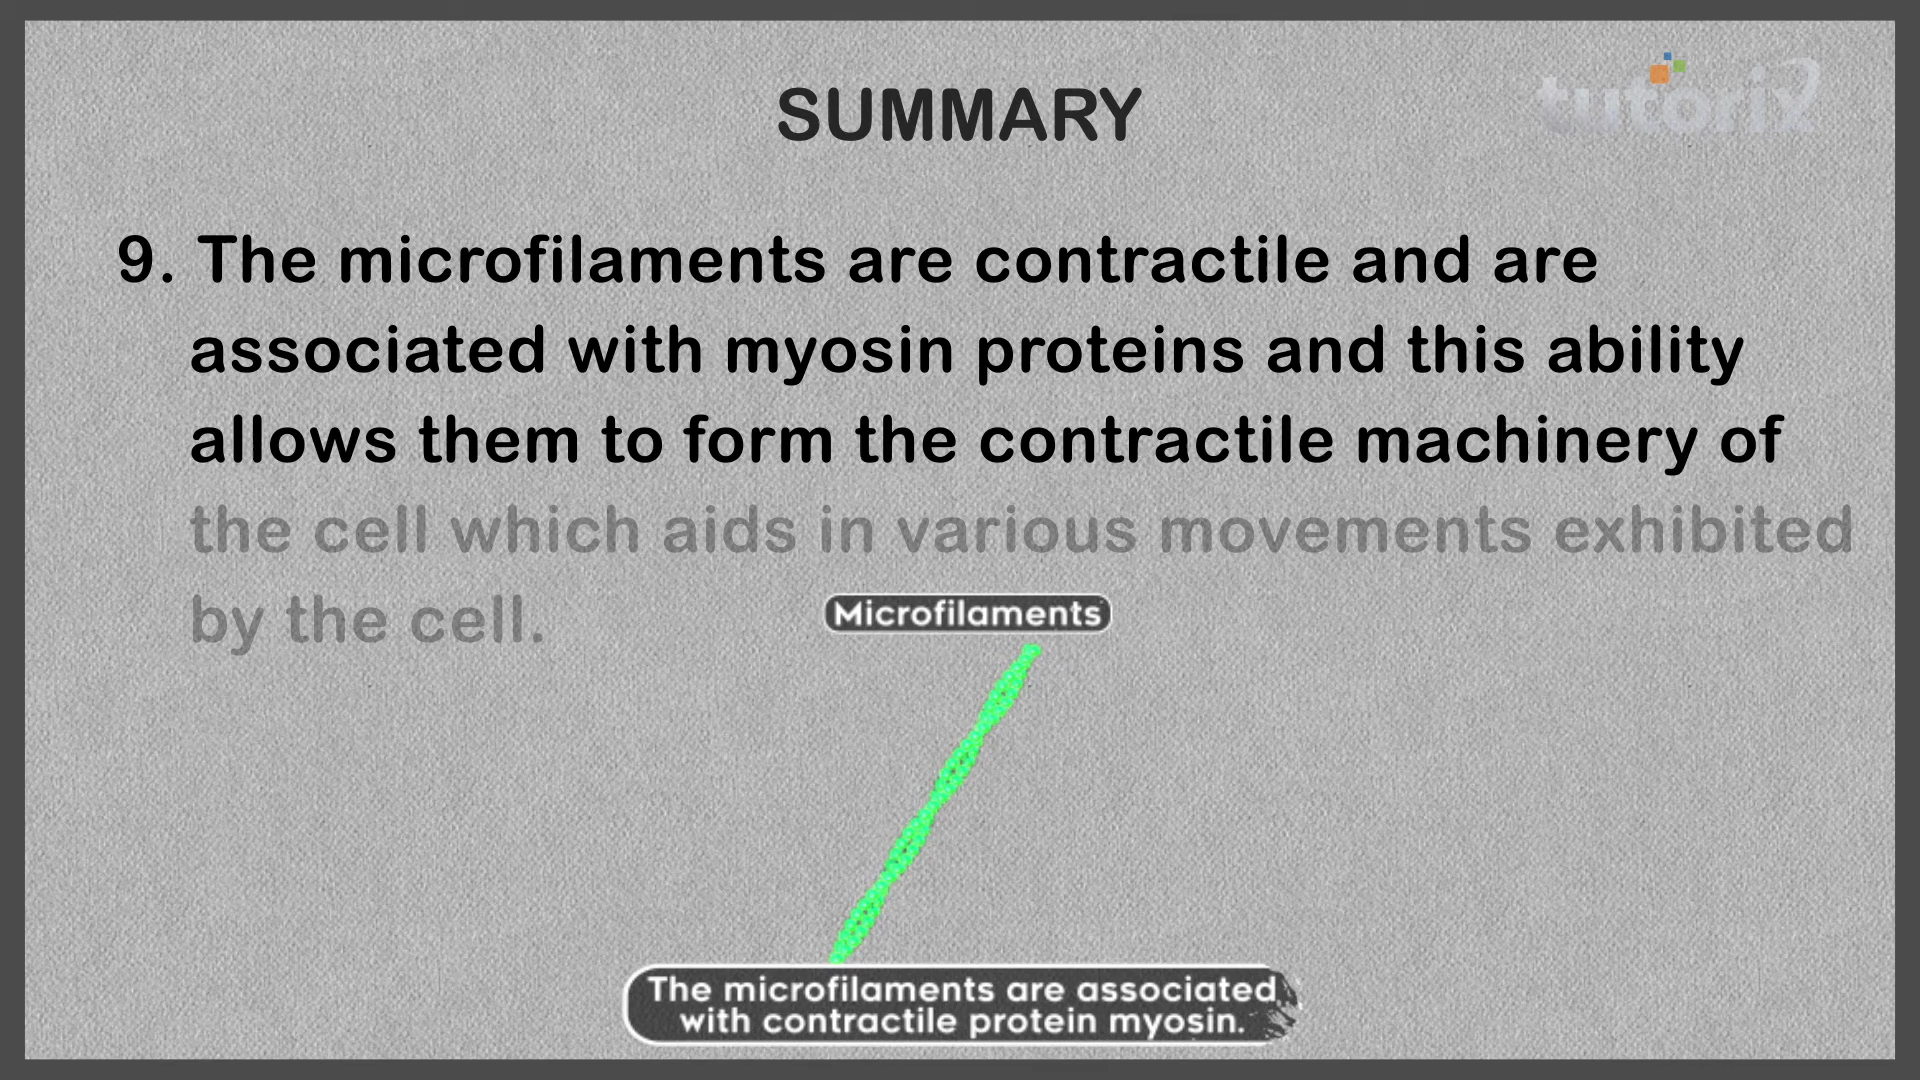 tutorix
SUMMARY
9. The microfilaments are contractile and are
associated with myosin proteins and this ability
allows them to form the contractile machinery of
the cell which aids in various movements exhibited
by the cell.
Microfilaments
The microfilaments are associated
with contractile protein myosin.